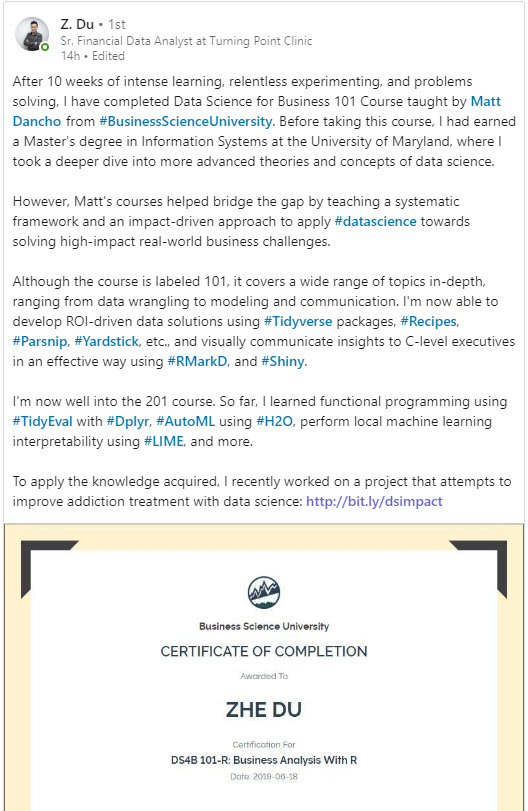 Z. Du • 1st
Sr. Financial Data Analyst at Turning Point Clinic
14h • Edited
After 10 weeks of intense learning, relentless experimenting, and problems
solving, I have completed Data Science for Business 101 Course taught by Matt
Dancho from #BusinessScienceUniversity. Before taking this course, I had earned
a Master's degree in Information Systems at the University of Maryland, where I
took a deeper dive into more advanced theories and concepts of data science.
However, Matt's courses helped bridge the gap by teaching a systematic
framework and an impact-driven approach to apply #datascience towards
solving high-impact real-world business challenges.
Although the course is labeled 101, it covers a wide range of topics in-depth,
ranging from data wrangling to modeling and communication. I'm now able to
develop ROI-driven data solutions using #Tidyverse packages, #Recipes,
#Parsnip, #Yardstick, etc., and visually communicate insights to C-level executives
in an effective way using #RMarkD, and #Shiny.
I'm now well into the 201 course. So far, I learned functional programming using
#TidyEval with #Dplyr, #AutoML using #H2O, perform local machine learning
interpretability using #LIME, and more.
To apply the knowledge acquired, I recently worked on a project that attempts to
improve addiction treatment with data science: http://bit.ly/dsimpact
Business Science University
CERTIFICATE OF COMPLETION
Awarded To
ZHE DU
Certification For
DS4B 101-R: Business Analysis With R
Date: 2019-06-18